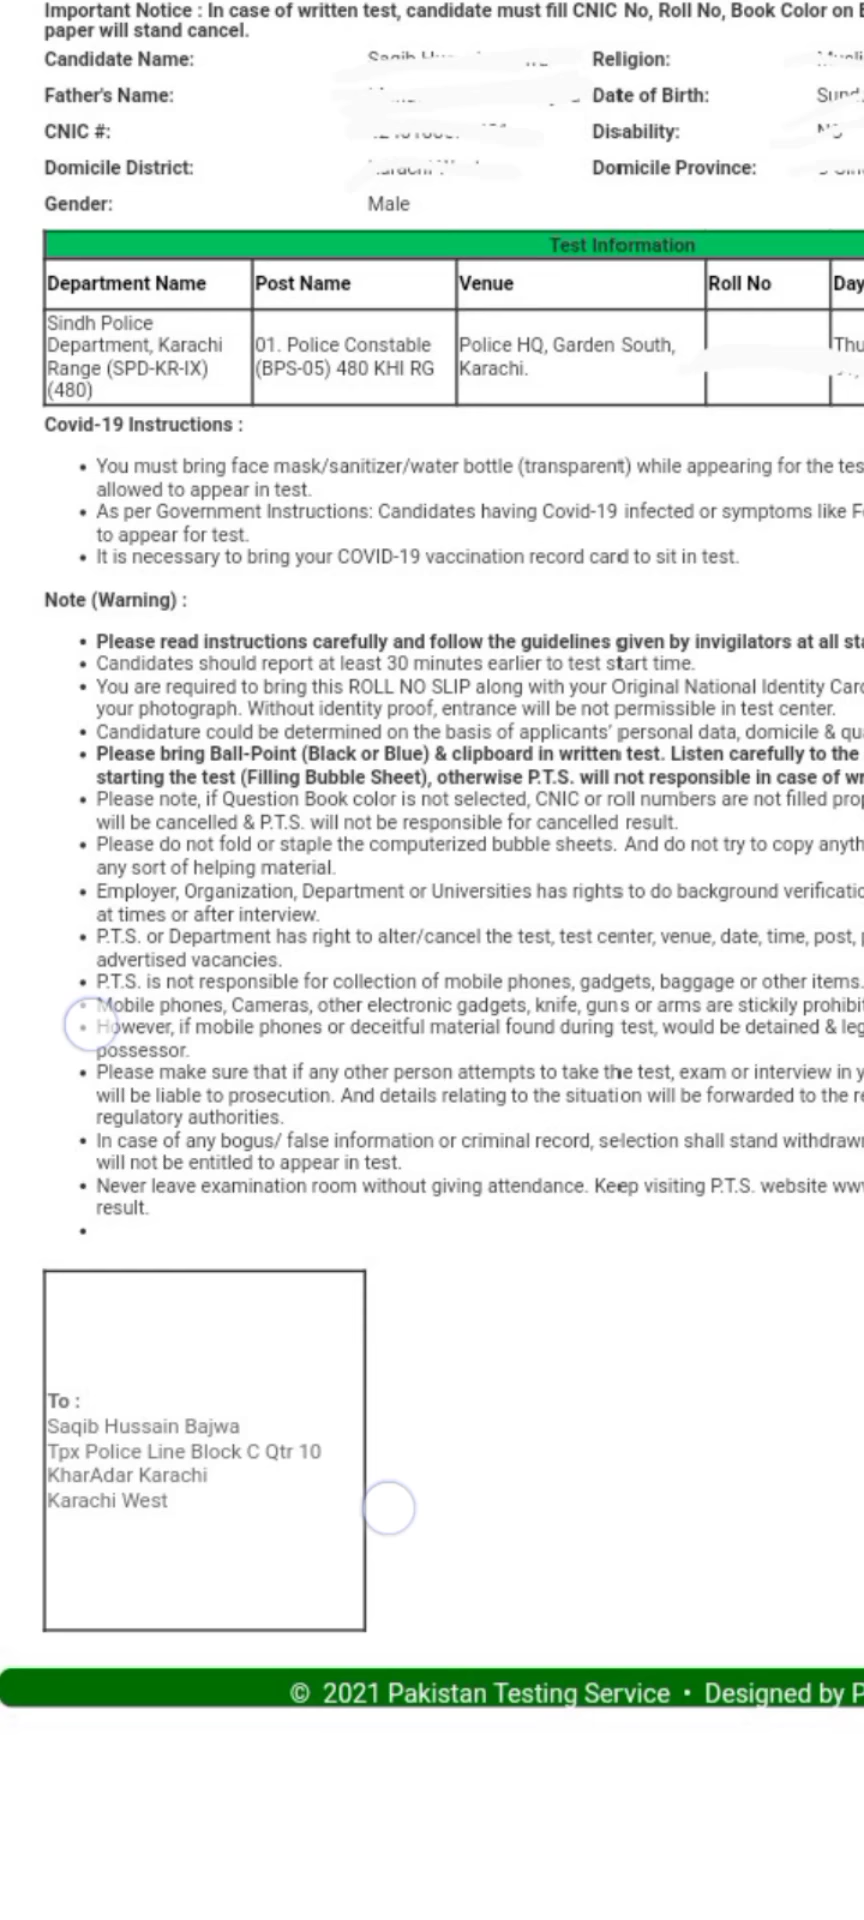 Important Notice : In case of written test, candidate must fill CNIC No, Roll No, Book Color on
paper will stand cancel.
Candidate Name: Religion:
Father's Name: Date of Birth:
CNIC #: Disability:
Domicile District: Domicile Province:
Gender: Male
Test Information
Department Name Post Name Venue Roll No Day
Sindh Police
Department, Karachi 01. Police Constable Police HQ, Garden South, Thu
Range (SPD-KR-IX) (BPS-05) 480 KHI RG Karachi.
(480)
Covid-19 Instructions :
• You must bring face mask/sanitizer/water bottle (transparent) while appearing for the tes
allowed to appear in test.
• As per Government Instructions: Candidates having Covid-19 infected or symptoms like F
to appear for test.
• It is necessary to bring your COVID-19 vaccination record card to sit in test.
Note (Warning) :
• Please read instructions carefully and follow the guidelines given by invigilators at all sta
• Candidates should report at least 30 minutes earlier to test start time.
• You are required to bring this ROLL NO SLIP along with your Original National Identity Card
your photograph. Without identity proof, entrance will be not permissible in test center.
• Candidature could be determined on the basis of applicants' personal data, domicile & qu
• Please bring Ball-Point (Black or Blue) & clipboard in written test. Listen carefully to the
starting the test (Filling Bubble Sheet), otherwise P.T.S. will not responsible in case of wr
• Please note, if Question Book color is not selected, CNIC or roll numbers are not filled prop
will be cancelled & P.T.S. will not be responsible for cancelled result.
• Please do not fold or staple the computerized bubble sheets. And do not try to copy anyth
any sort of helping material.
• Employer, Organization, Department or Universities has rights to do background verificatio
at times or after interview.
• P.T.S. or Department has right to alter/cancel the test, test center, venue, date, time, post,
advertised vacancies.
• P.T.S. is not responsible for collection of mobile phones, gadgets, baggage or other items.
• Mobile phones, Cameras, other electronic gadgets, knife, guns or arms are stickily prohibit
• However, if mobile phones or deceitful material found during test, would be detained & leg
possessor.
• Please make sure that if any other person attempts to take the test, exam or interview in y
will be liable to prosecution. And details relating to the situation will be forwarded to the re
regulatory authorities.
• In case of any bogus/ false information or criminal record, selection shall stand withdraw
will not be entitled to appear in test.
• Never leave examination room without giving attendance. Keep visiting P.T.S. website ww
result.
•
To :
Saqib Hussain Bajwa
Tpx Police Line Block C Qtr 10
KharAdar Karachi
Karachi West
© 2021 Pakistan Testing Service • Designed by P